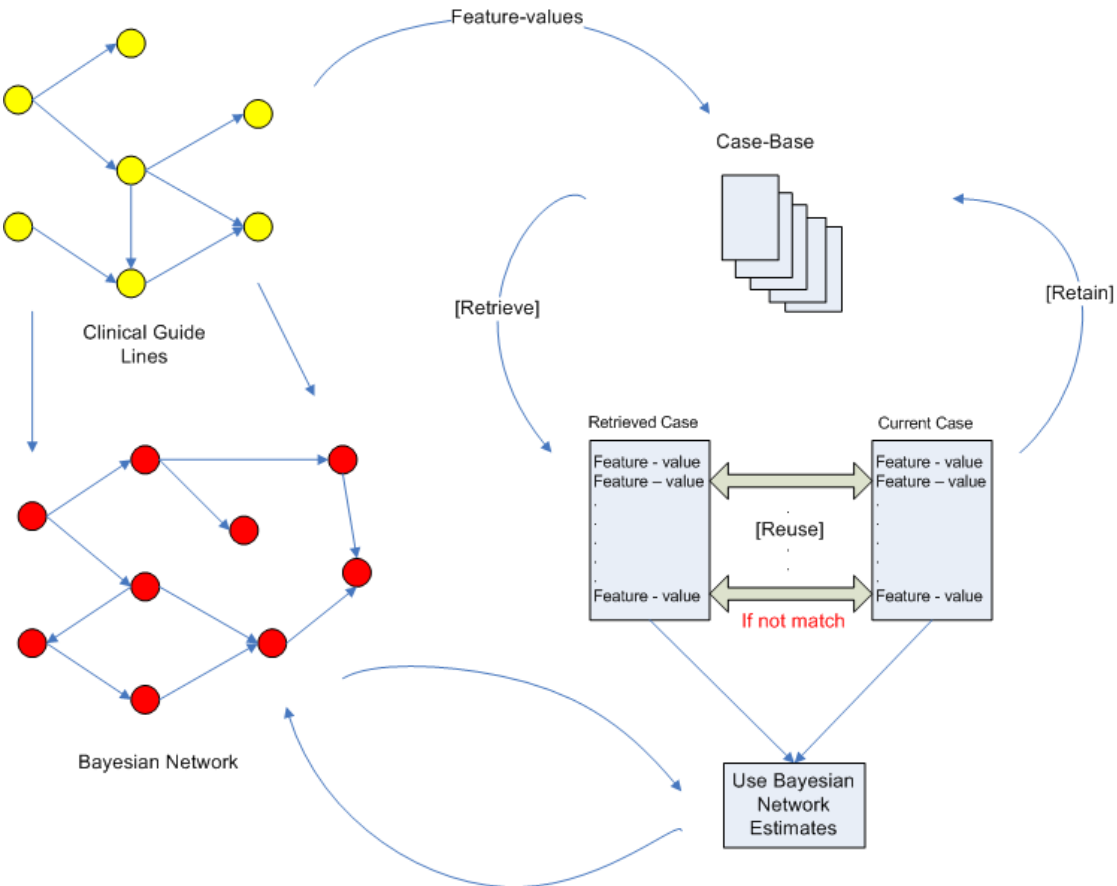 Feature-values
Case-Base
[Retrieve]
[Retain]
Clinical Guide
Lines
Retrieved Case
Current Case
Feature - value
Feature – value
.
.
.
.
.
Feature - value
.
[Reuse]
.
.
Feature - value
Feature – value
.
.
.
.
.
Feature - value
If not match
Bayesian Network
Use Bayesian
Network
Estimates